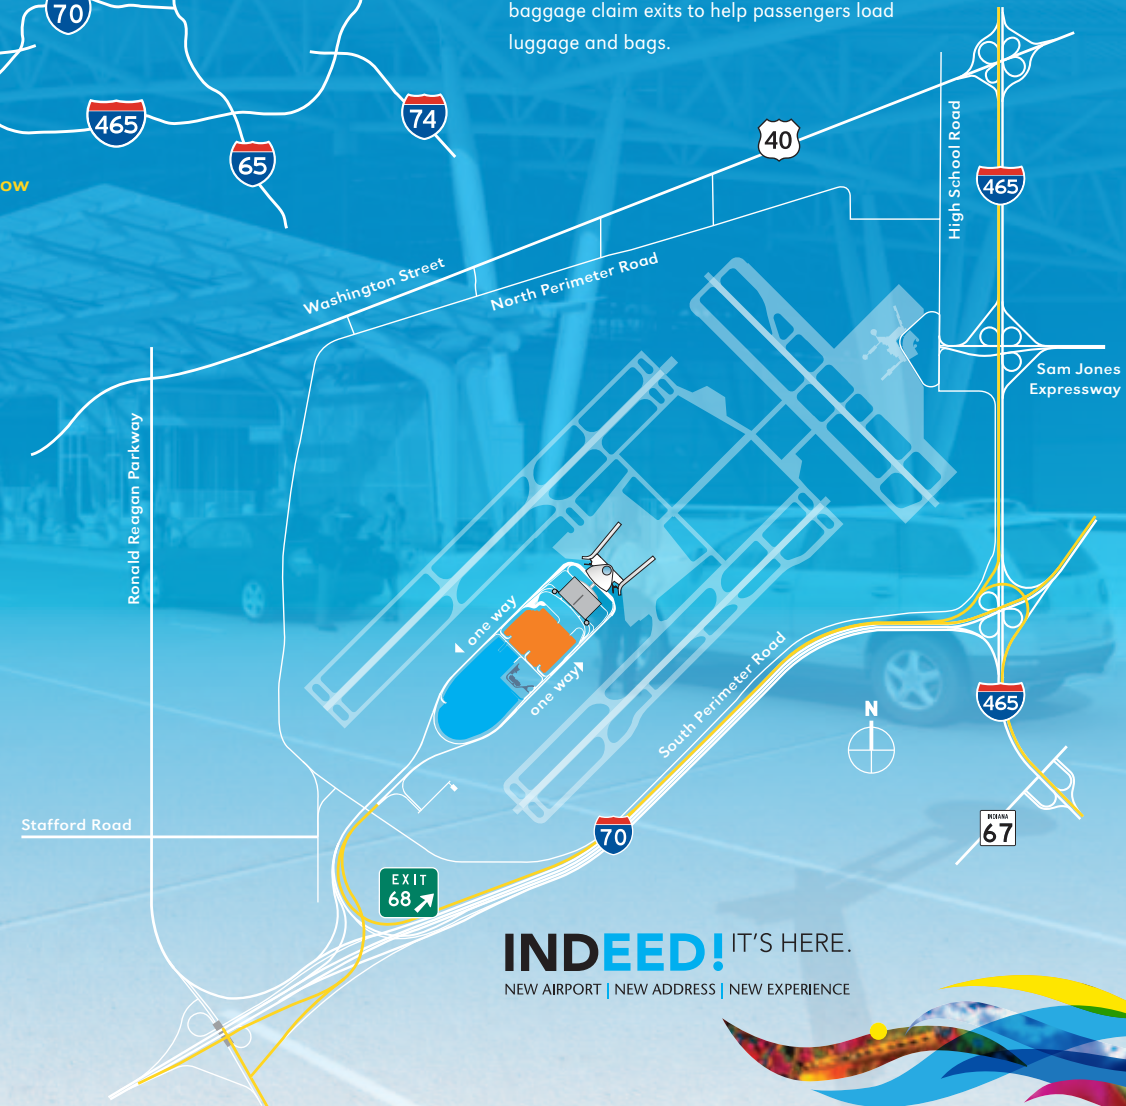 baggage claim exits to help passengers load
luggage and bags.
70
465
65
74
ow
40
High School Road
465
Washington Street
North Perimeter Road
Sam Jones
Expressway
Ronald Reagan Parkway
one way
one way
South Perimeter Road
465
N
INDIANA
67
Stafford Road
70
EXIT
68
INDEED! IT'S HERE.
NEW AIRPORT | NEW ADDRESS | NEW EXPERIENCE